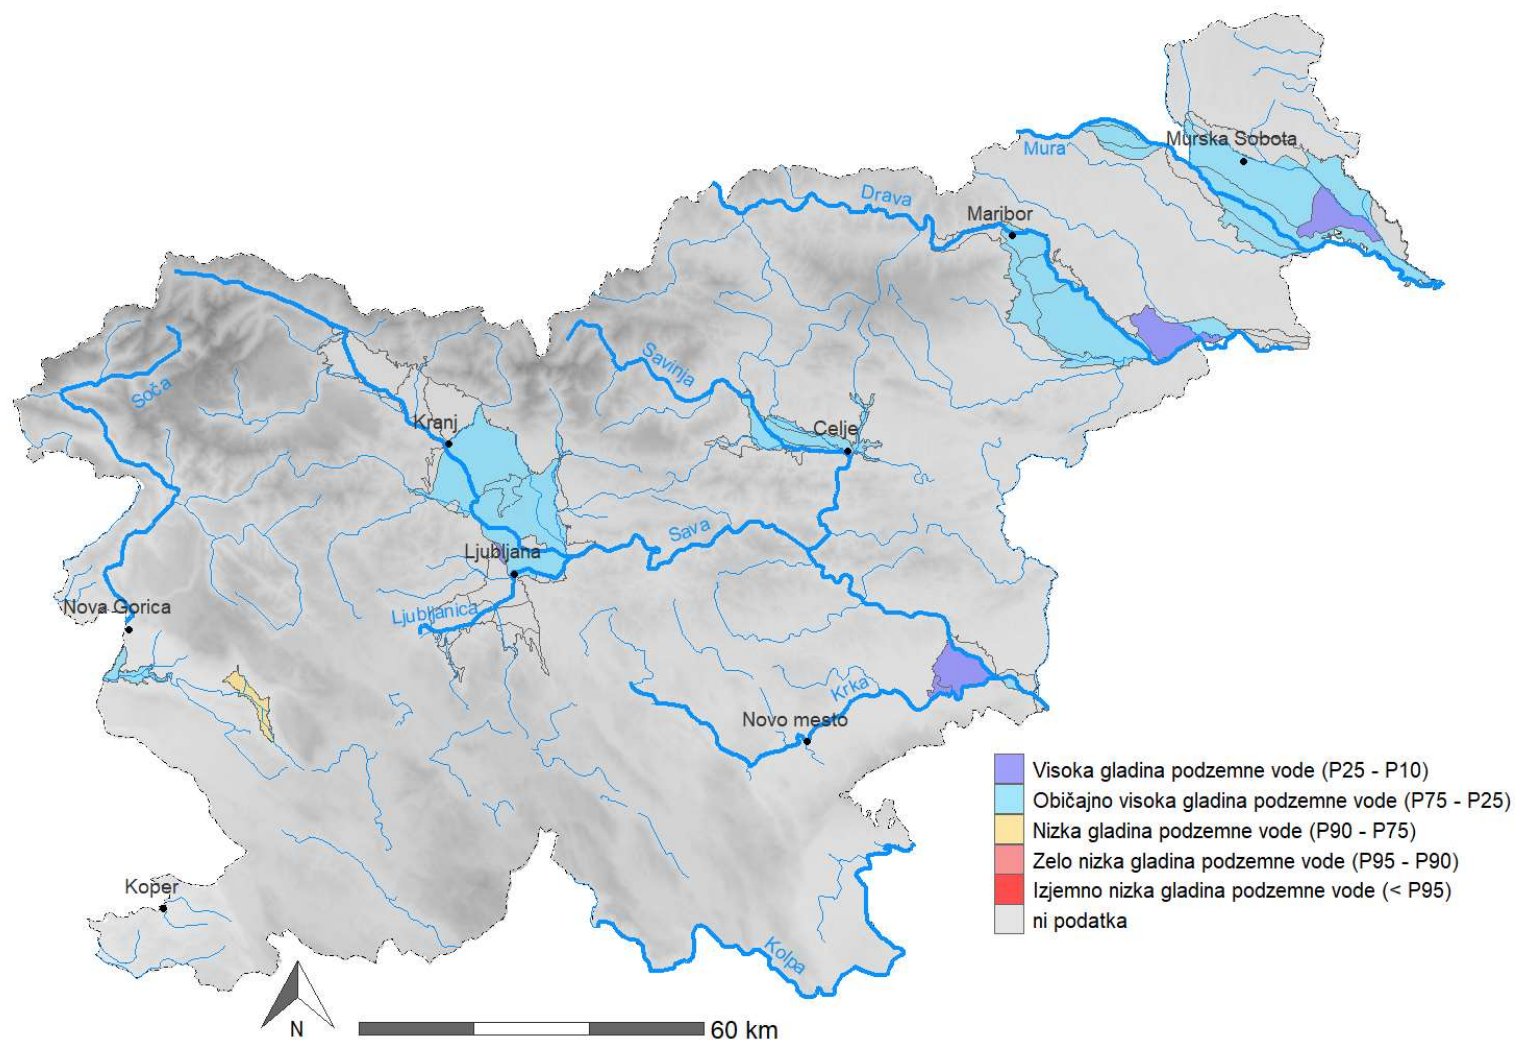 Murska Sobota
Mura
Drava
Maribor
Savinja
Soča
Kranj
Celje
Sava
Ljubljana
Nova Gorica
Ljubljanica
Krka
Novo mesto
Visoka gladina podzemne vode (P25 - P10)
Običajno visoka gladina podzemne vode (P75 - P25)
Nizka gladina podzemne vode (P90 - P75)
Zelo nizka gladina podzemne vode (P95 - P90)
Izjemno nizka gladina podzemne vode (< P95)
ni podatka
Koper
Kolpa
N
60 km